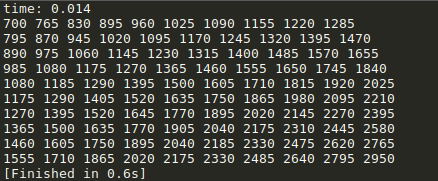 time: 0.014
700 765 830 895 960 1025 1090 1155 1220 1285
795 870 945 1020 1095 1170 1245 1320 1395 1470
890 975 1060 1145 1230 1315 1400 1485 1570 1655
985 1080 1175 1270 1365 1460 1555 1650 1745 1840
1080 1185 1290 1395 1500 1605 1710 1815 1920 2025
1175 1290 1405 1520 1635 1750 1865 1980 2095 2210
1270 1395 1520 1645 1770 1895 2020 2145 2270 2395
1365 1500 1635 1770 1905 2040 2175 2310 2445 2580
1460 1605 1750 1895 2040 2185 2330 2475 2620 2765
1555 1710 1865 2020 2175 2330 2485 2640 2795 2950
[Finished in 0.6s]